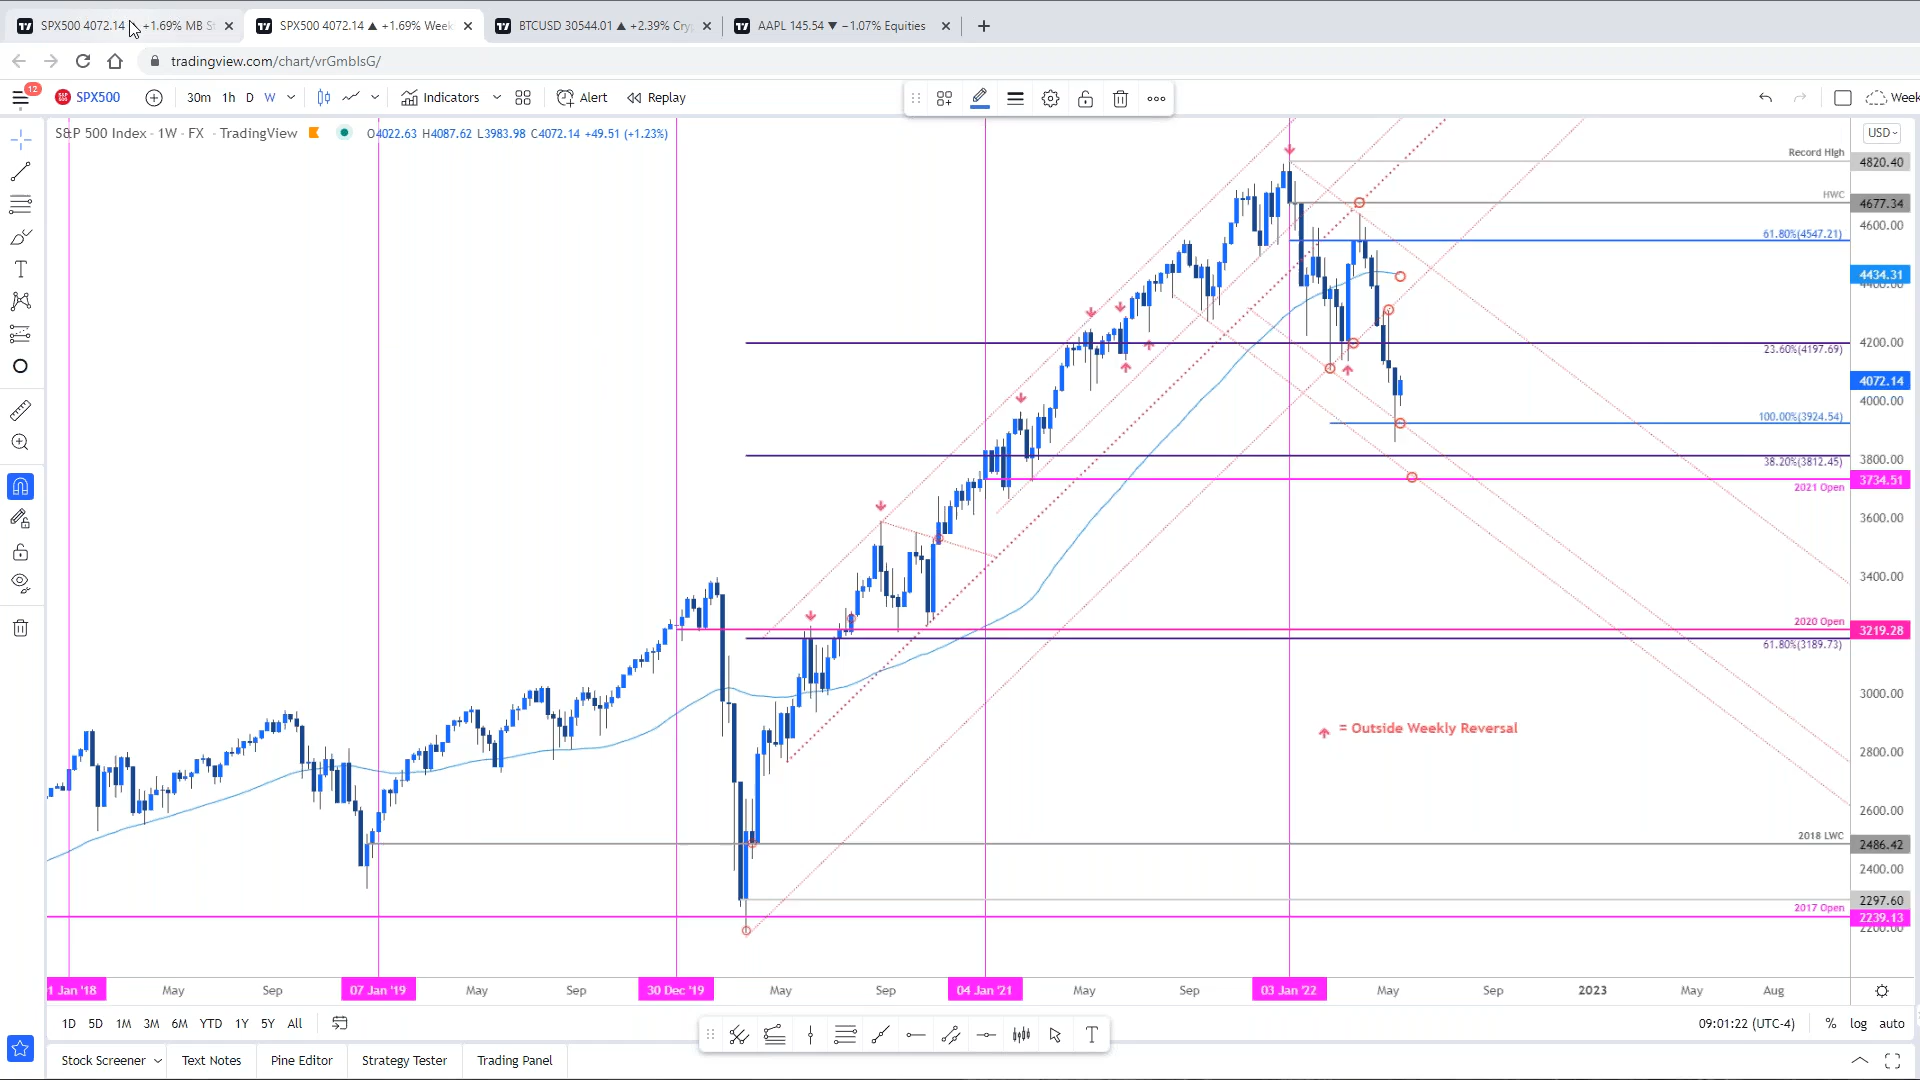 SPX500 4072.14 ▲ +1.69% MB St
SPX500 4072.14 ▲ +1.69% Week
BTCUSD 30544.01 ▲ +2.39% Cry
AAPL 145.54 ▼ −1.07% Equities
tradingview.com/chart/vrGmbIsG/
12
SPX500
30m 1h D W
Indicators
Alert
Replay
Week
S&P 500 Index · 1W · FX · TradingView
O4022.63 H4087.62 L3983.98 C4072.14 +49.51 (+1.23%)
USD
Record High
4820.40
HWC
4677.34
4600.00
61.80%(4547.21)
4434.31
4400.00
4200.00
23.60%(4197.69)
4072.14
4000.00
100.00%(3924.54)
3800.00
38.20%(3812.45)
3734.51
2021 Open
3600.00
3400.00
2020 Open
3219.28
61.80%(3189.73)
3000.00
= Outside Weekly Reversal
2800.00
2600.00
2018 LWC
2486.42
2400.00
2297.60
2017 Open
2239.13
2200.00
1 Jan '18 May Sep 07 Jan '19 May Sep 30 Dec '19 May Sep 04 Jan '21 May Sep 03 Jan '22 May Sep 2023 May Aug
1D 5D 1M 3M 6M YTD 1Y 5Y All
09:01:22 (UTC-4) % log auto
T
Stock Screener Text Notes Pine Editor Strategy Tester Trading Panel